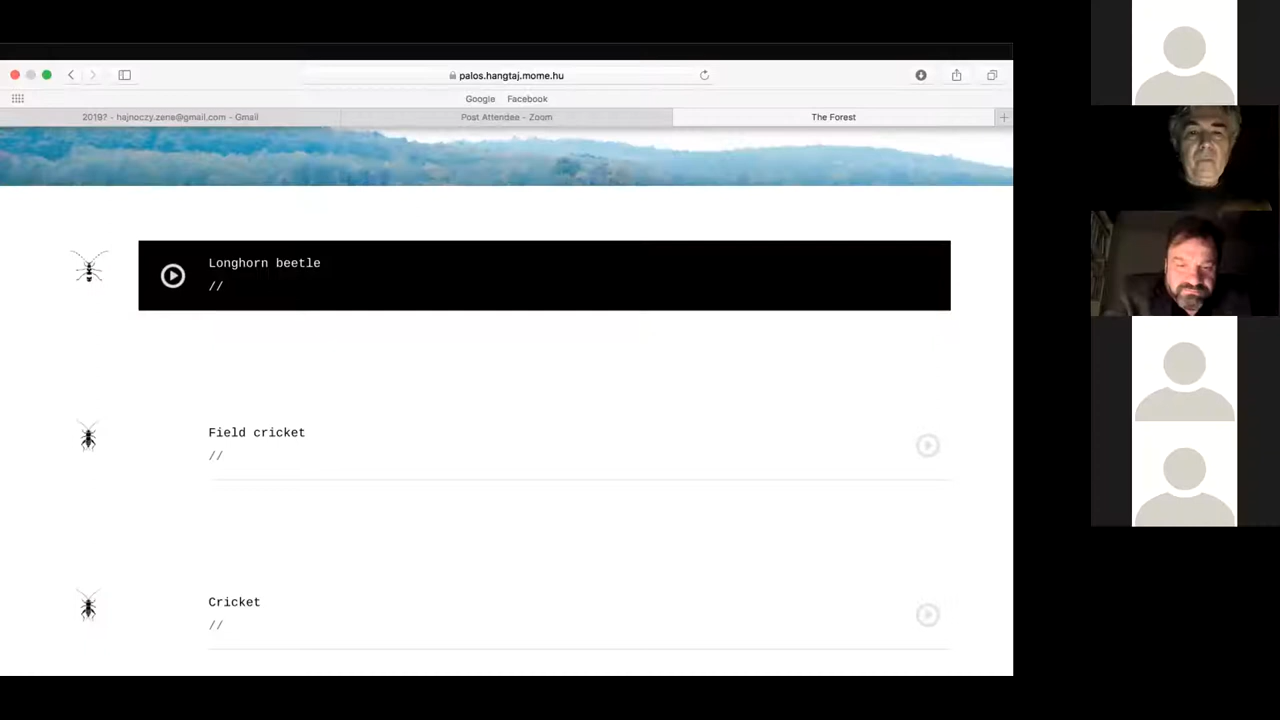 palos.hangtaj.mome.hu
Google Facebook
2019? - hajnoczy.zene@gmail.com - Gmail
Post Attendee - Zoom
The Forest
Longhorn beetle
//
Field cricket
//
Cricket
//